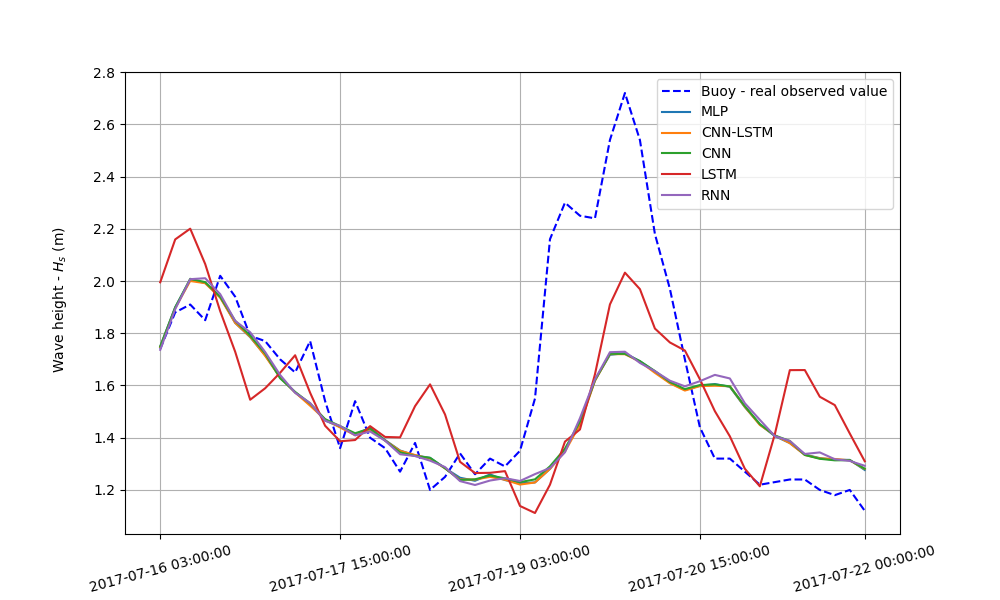 2.8
2.6
2.4
2.2
2.0
1.8
1.6
1.4
1.2
Wave height - Hs (m)
Buoy - real observed value
MLP
CNN-LSTM
CNN
LSTM
RNN
2017-07-16 03:00:00
2017-07-17 15:00:00
2017-07-19 03:00:00
2017-07-20 15:00:00
2017-07-22 00:00:00